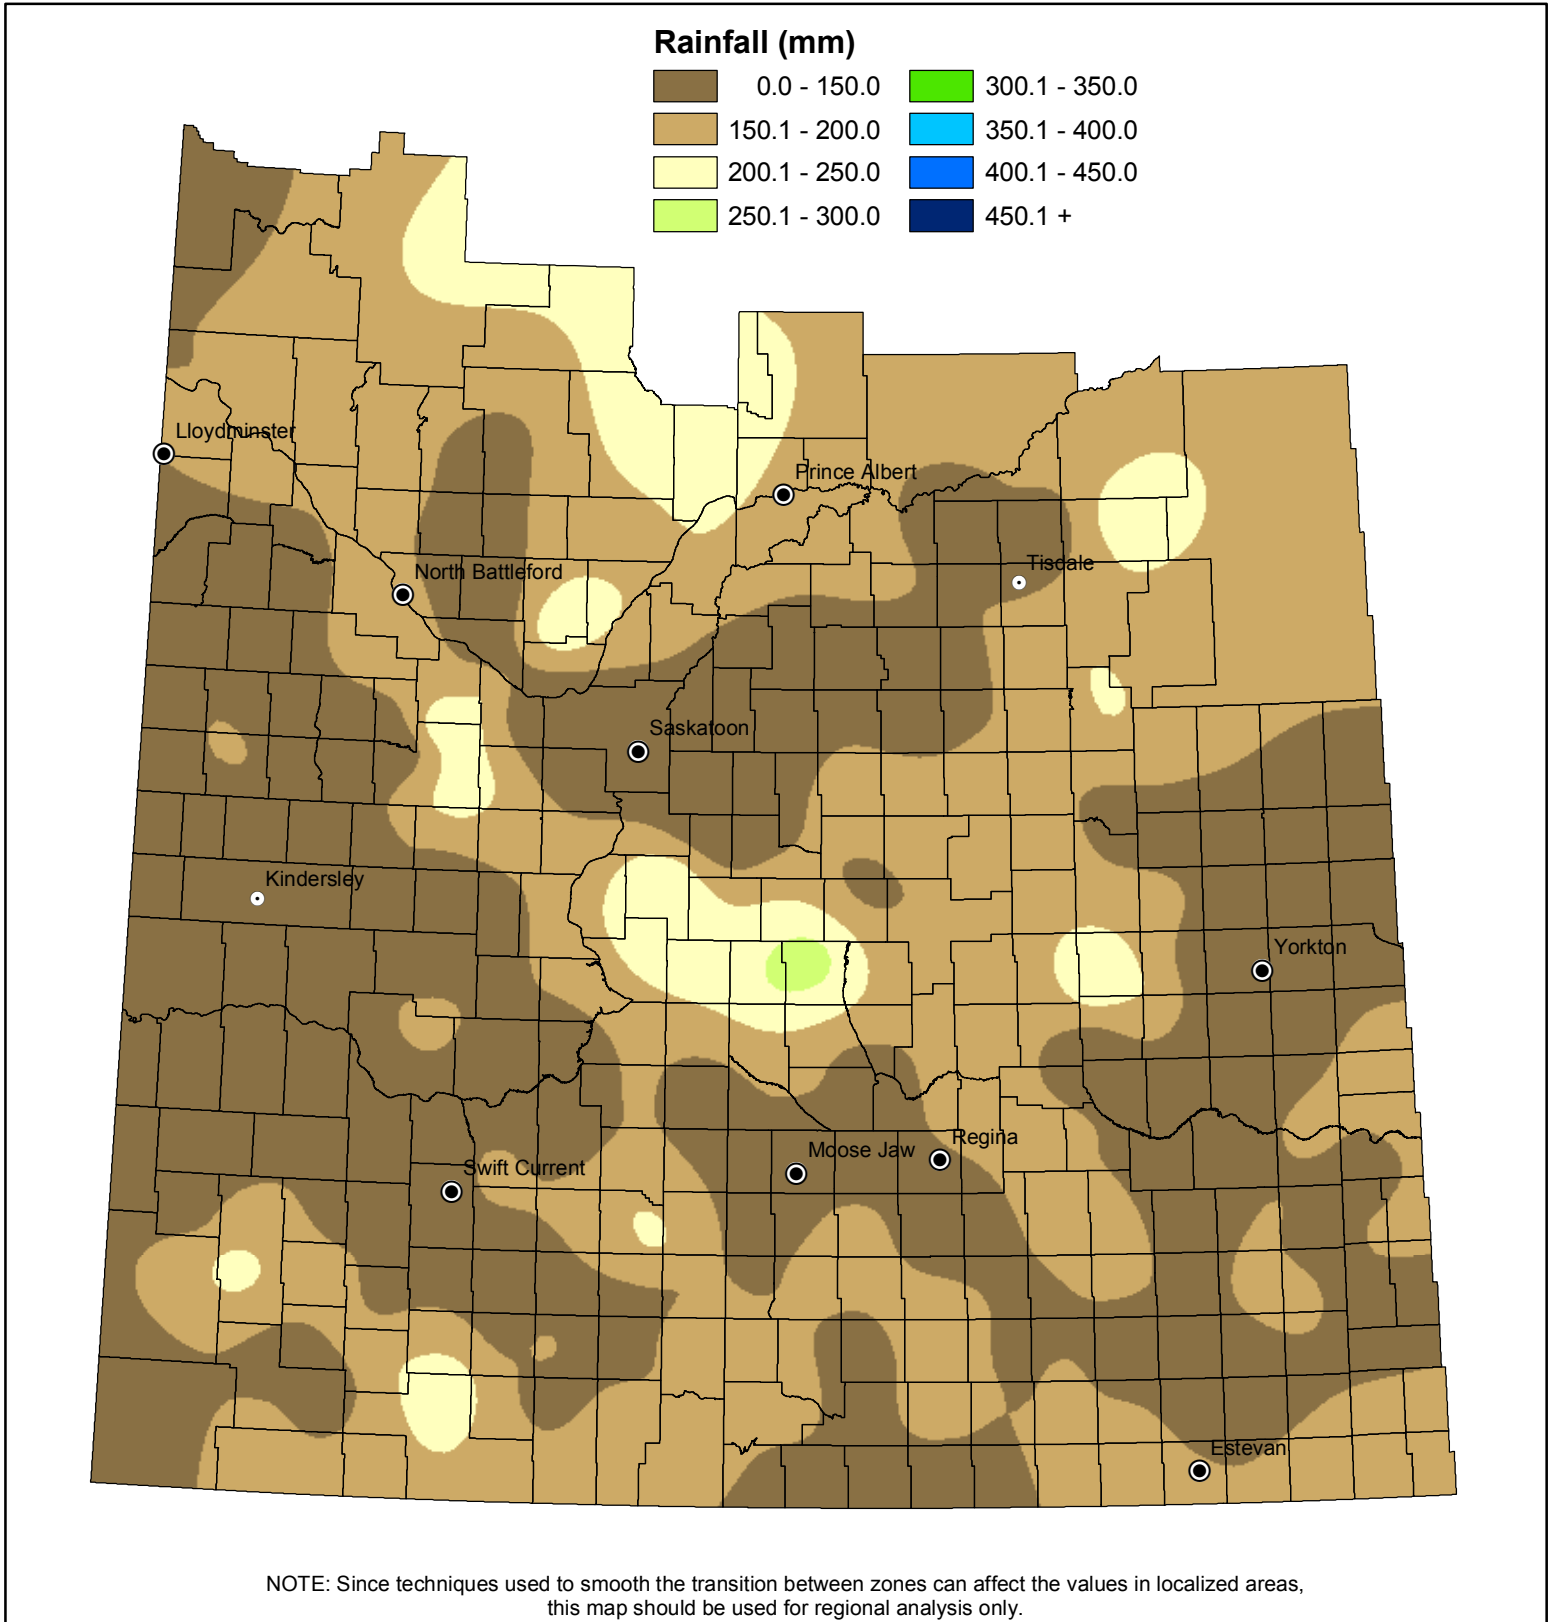 Rainfall (mm)
0.0 - 150.0
150.1 - 200.0
200.1 - 250.0
250.1 - 300.0
300.1 - 350.0
350.1 - 400.0
400.1 - 450.0
450.1 +
Lloydminster
Prince Albert
North Battleford
Tisdale
Saskatoon
Kindersley
Yorkton
Regina
Moose Jaw
Swift Current
Estevan
NOTE: Since techniques used to smooth the transition between zones can affect the values in localized areas,
this map should be used for regional analysis only.